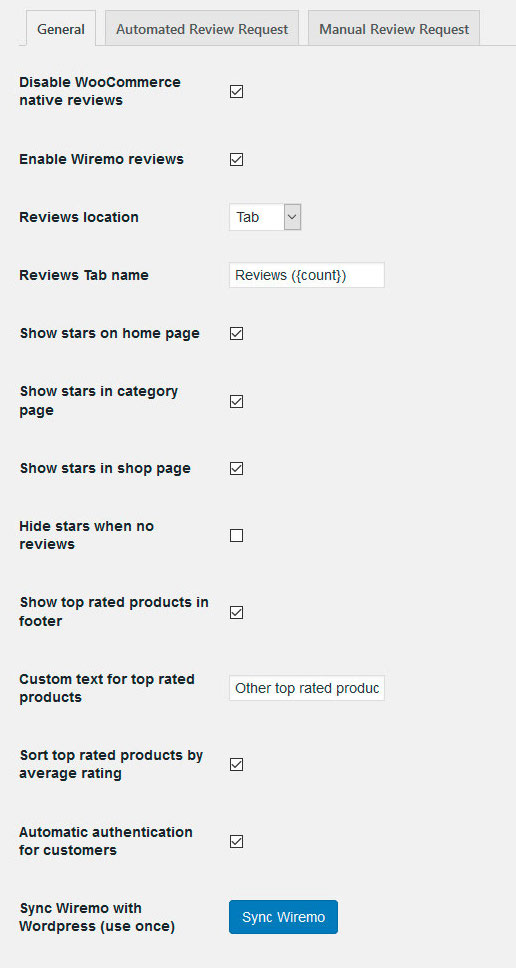 General
Automated Review Request
Manual Review Request
Disable WooCommerce
native reviews
Enable Wiremo reviews
Reviews location
Tab
Reviews Tab name
Reviews ({count})
Show stars on home page
Show stars in category
page
Show stars in shop page
Hide stars when no
reviews
Show top rated products in
footer
Custom text for top rated
products
Other top rated produc
Sort top rated products by
average rating
Automatic authentication
for customers
Sync Wiremo with
Wordpress (use once)
Sync Wiremo